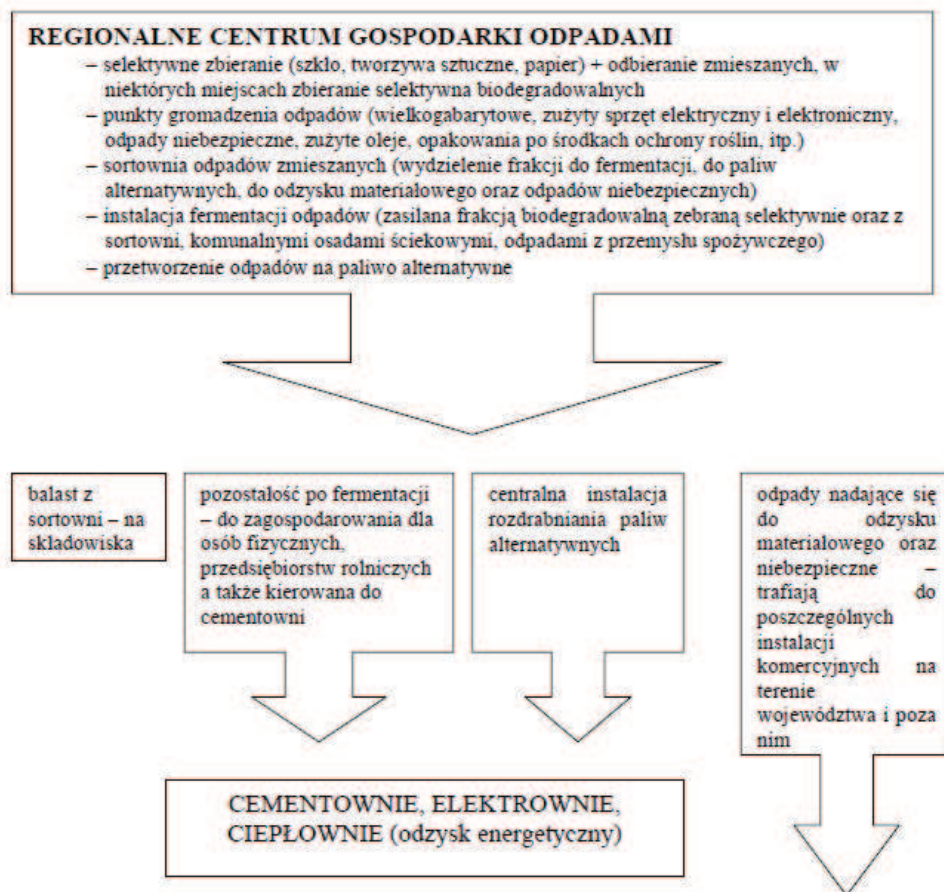 REGIONALNE CENTRUM GOSPODARKI ODPADAMI
– selektywne zbieranie (szkło, tworzywa sztuczne, papier) + odbieranie zmieszanych, w
niektórych miejscach zbieranie selektywna biodegradowalnych
– punkty gromadzenia odpadów (wielkogabarytowe, zużyty sprzęt elektryczny i elektroniczny,
odpady niebezpieczne, zużyte oleje, opakowania po środkach ochrony roślin, itp.)
– sortownia odpadów zmieszanych (wydzielenie frakcji do fermentacji, do paliw
alternatywnych, do odzysku materiałowego oraz odpadów niebezpiecznych)
– instalacja fermentacji odpadów (zasilana frakcją biodegradowalną zebraną selektywnie oraz z
sortowni, komunalnymi osadami ściekowymi, odpadami z przemysłu spożywczego)
– przetworzenie odpadów na paliwo alternatywne
balast z
sortowni – na
składowiska
pozostałość po fermentacji
– do zagospodarowania dla
osób fizycznych,
przedsiębiorstw rolniczych
a także kierowana do
cementowni
centralna instalacja
rozdrabniania paliw
alternatywnych
odpady nadające się
do odzysku
materiałowego oraz
niebezpieczne –
trafiają do
poszczególnych
instalacji
komercyjnych na
terenie
województwa i poza
nim
CEMENTOWNIE, ELEKTROWNIE,
CIEPŁOWNIE (odzysk energetyczny)